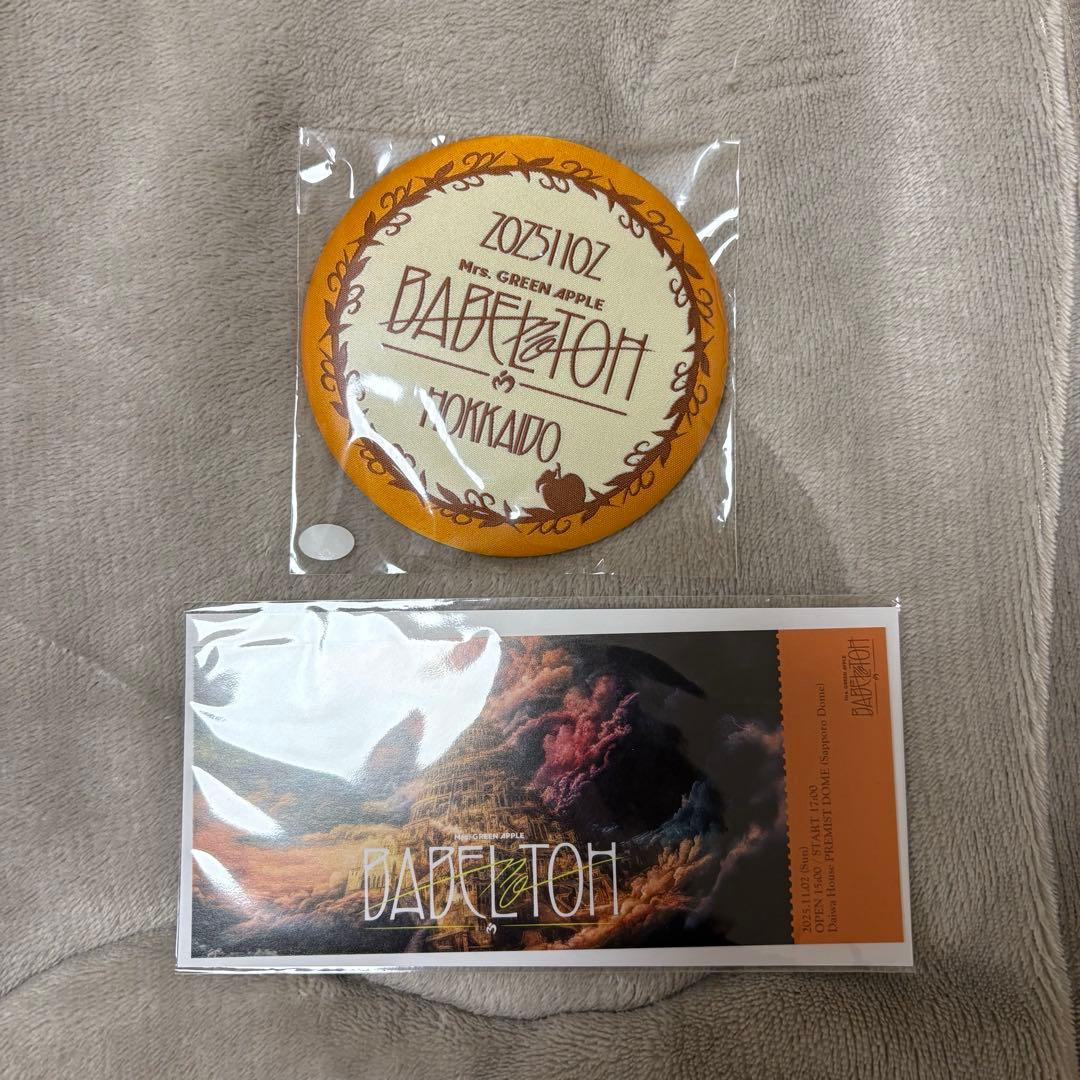 20251102
Mrs. GREEN APPLE
BABEL no TOH
HOKKAIDO
Mrs. GREEN APPLE
BABEL no TOH
Mrs. GREEN APPLE
BABEL no TOH
2025.11.02 (Sun)
OPEN 15:00 / START 17:00
Daiwa House PREMIST DOME (Sapporo Dome)